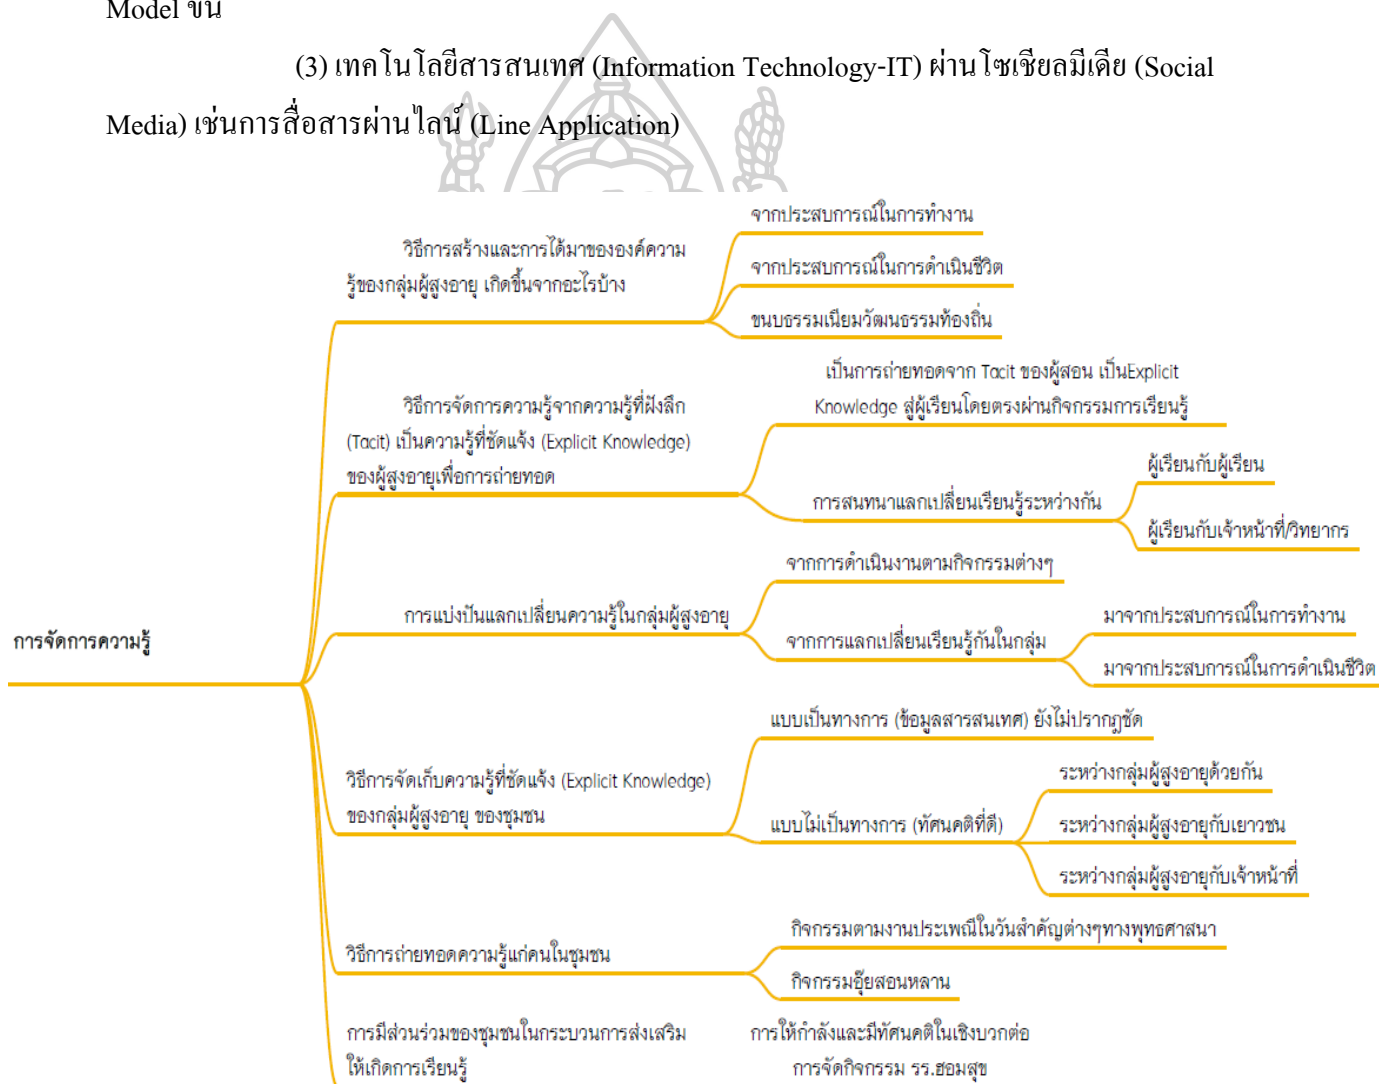 Model ขึ้น
(3) เทคโนโลยีสารสนเทศ (Information Technology-IT) ผ่านโซเชียลมีเดีย (Social
Media) เช่นการสื่อสารผ่านไลน์ (Line Application)
การจัดการความรู้
วิธีการสร้างและการได้มาขององค์ความ
รู้ของกลุ่มผู้สูงอายุ เกิดขึ้นจากอะไรบ้าง
จากประสบการณ์ในการทำงาน
จากประสบการณ์ในการดำเนินชีวิต
ขนบธรรมเนียมวัฒนธรรมท้องถิ่น
วิธีการจัดการความรู้จากความรู้ที่ฝังลึก
(Tacit) เป็นความรู้ที่ชัดแจ้ง (Explicit Knowledge)
ของผู้สูงอายุเพื่อการถ่ายทอด
เป็นการถ่ายทอดจาก Tacit ของผู้สอน เป็นExplicit
Knowledge สู่ผู้เรียนโดยตรงผ่านกิจกรรมการเรียนรู้
การสนทนาแลกเปลี่ยนเรียนรู้ระหว่างกัน
ผู้เรียนกับผู้เรียน
ผู้เรียนกับเจ้าหน้าที่/วิทยากร
การแบ่งปันแลกเปลี่ยนความรู้ในกลุ่มผู้สูงอายุ
จากการดำเนินงานตามกิจกรรมต่างๆ
จากการแลกเปลี่ยนเรียนรู้กันในกลุ่ม
มาจากประสบการณ์ในการทำงาน
มาจากประสบการณ์ในการดำเนินชีวิต
วิธีการจัดเก็บความรู้ที่ชัดแจ้ง (Explicit Knowledge)
ของกลุ่มผู้สูงอายุ ของชุมชน
แบบเป็นทางการ (ข้อมูลสารสนเทศ) ยังไม่ปรากฎชัด
แบบไม่เป็นทางการ (ทัศนคติที่ดี)
ระหว่างกลุ่มผู้สูงอายุด้วยกัน
ระหว่างกลุ่มผู้สูงอายุกับเยาวชน
ระหว่างกลุ่มผู้สูงอายุกับเจ้าหน้าที่
วิธีการถ่ายทอดความรู้แก่คนในชุมชน
กิจกรรมตามงานประเพณีในวันสำคัญต่างๆทางพุทธศาสนา
กิจกรรมอุ๊ยสอนหลาน
การมีส่วนร่วมของชุมชนในกระบวนการส่งเสริม
ให้เกิดการเรียนรู้
การให้กำลังและมีทัศนคติในเชิงบวกต่อ
การจัดกิจกรรม รร.ฮอมสุข